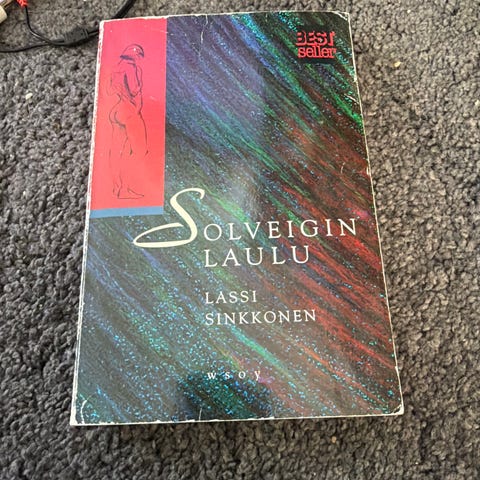 BEST
seller
SOLVEIGIN
LAULU
LASSI
SINKKONEN
wsoy